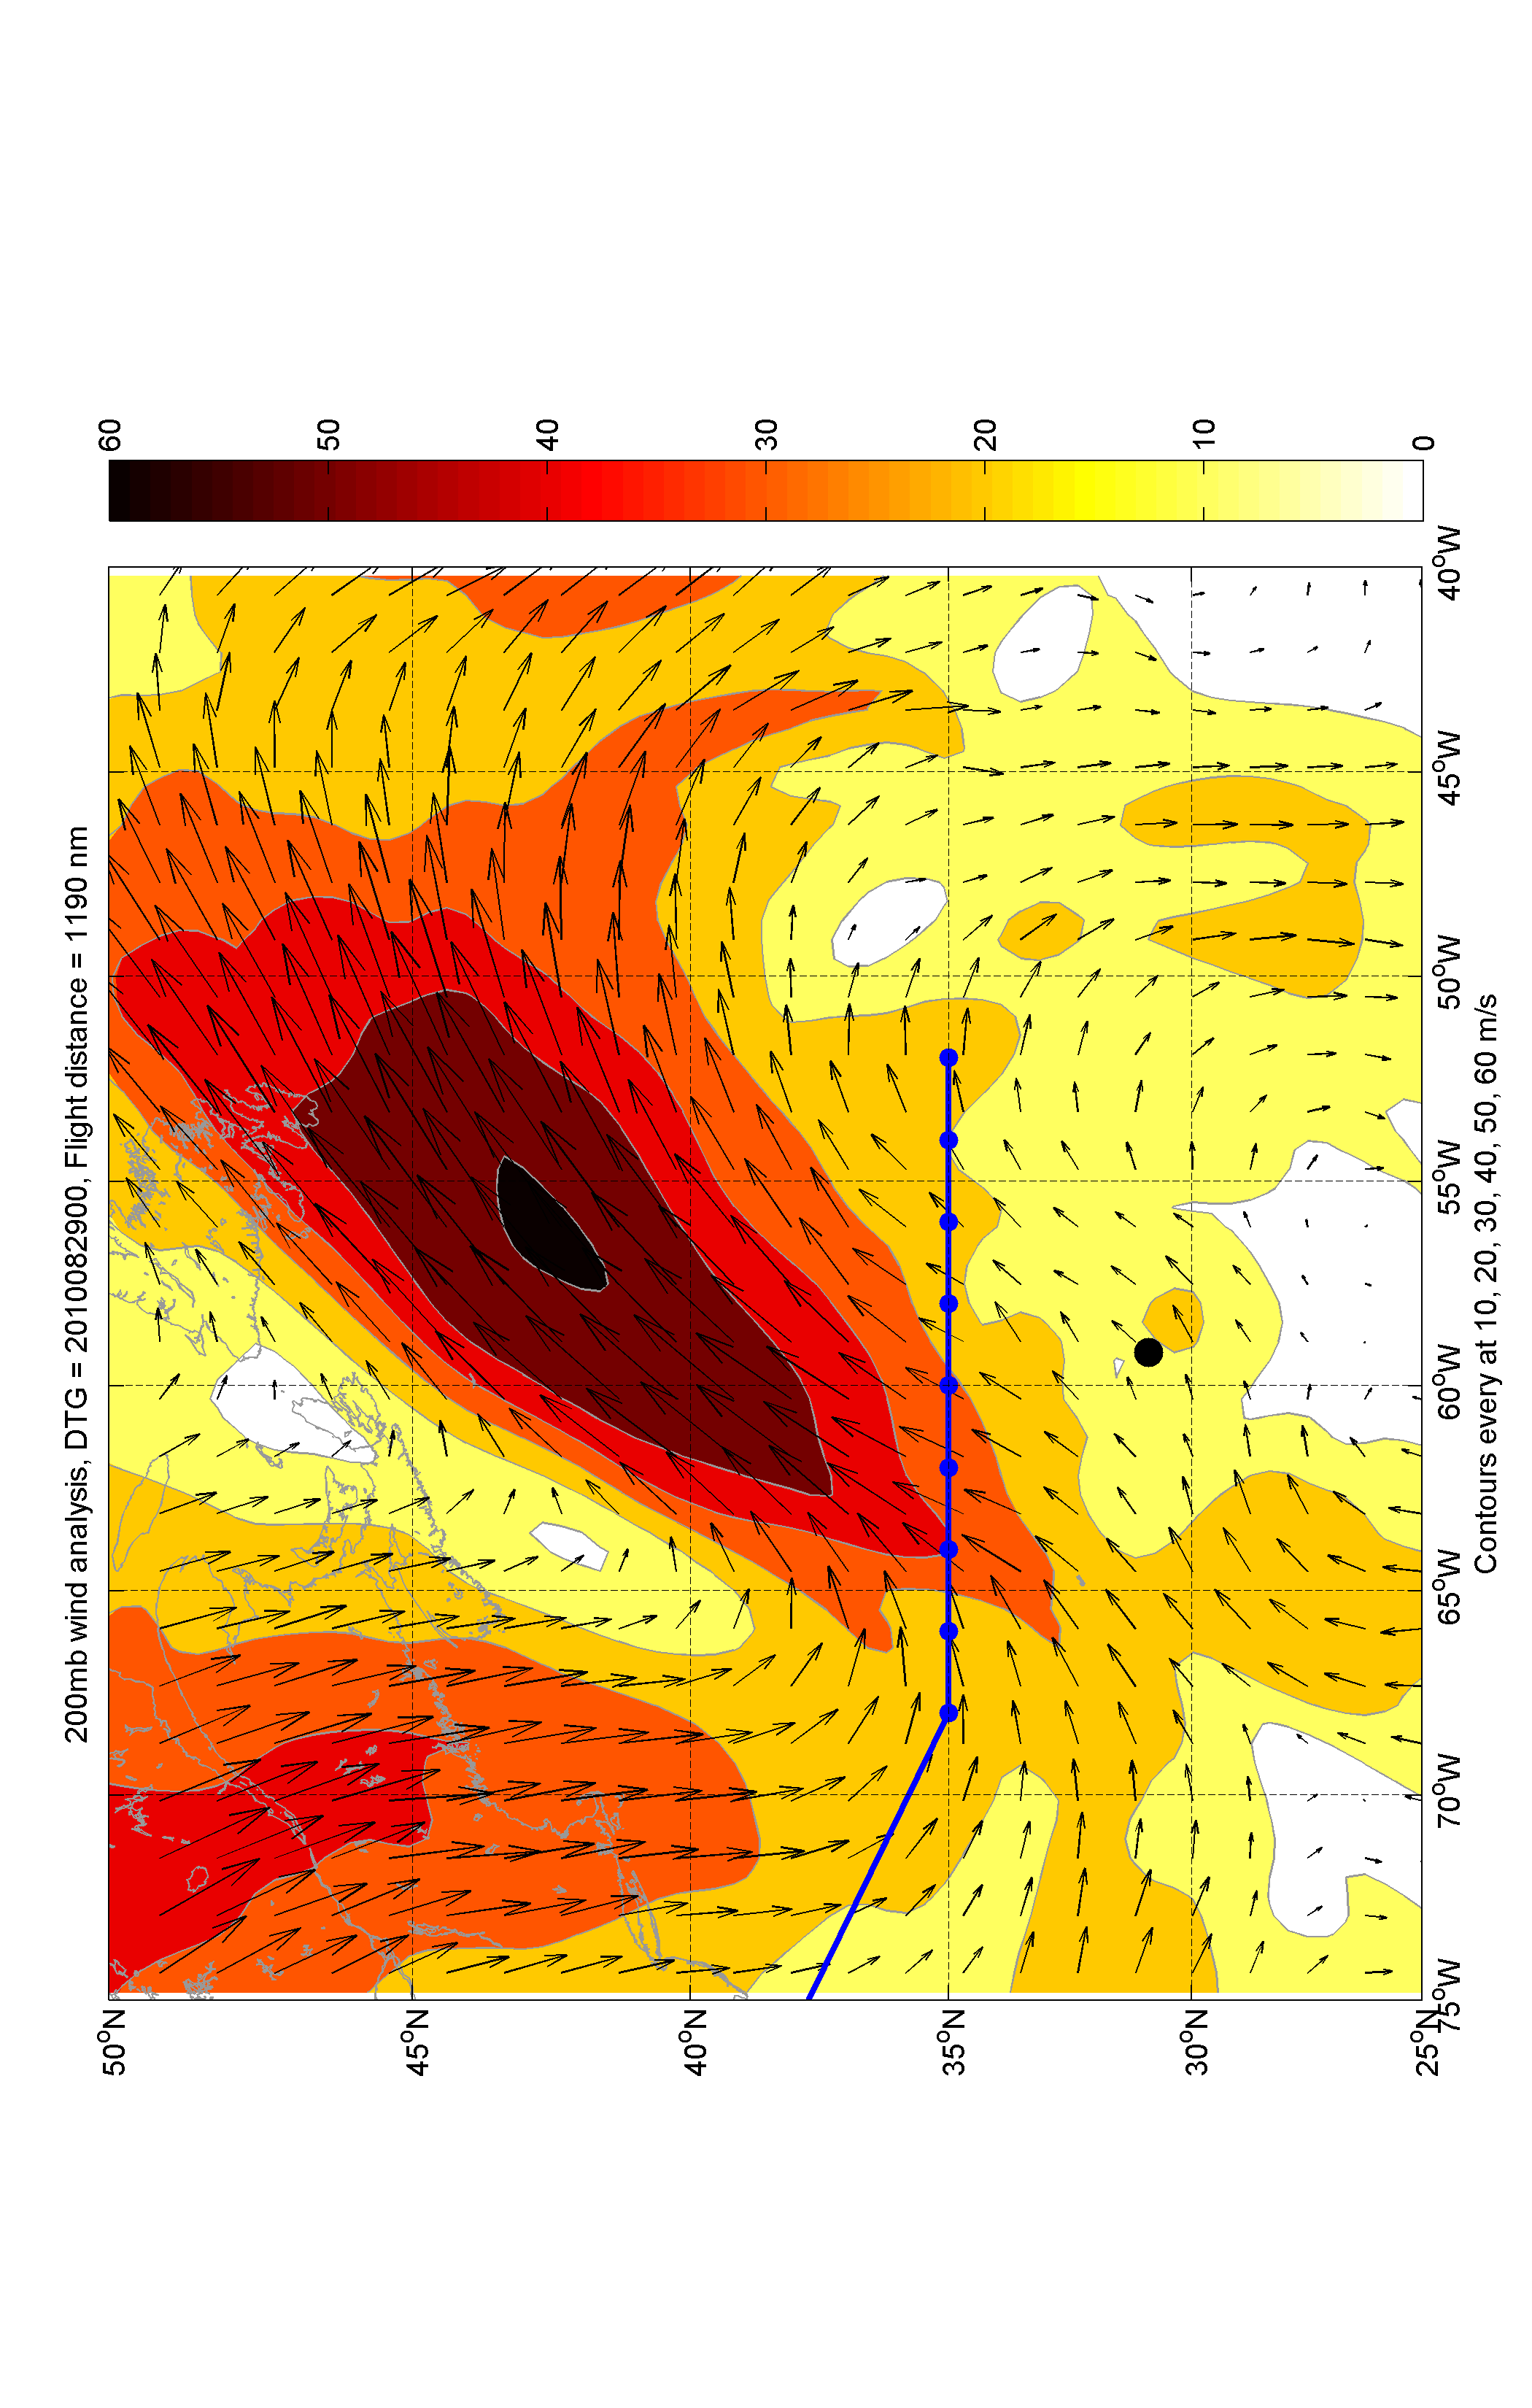 200mb wind analysis, DTG = 2010082900, Flight distance = 1190 nm
50°N
45°N
40°N
35°N
30°N
25°N
75°W
70°W
65°W
60°W
55°W
50°W
45°W
40°W
60
50
40
30
20
10
0
Contours every at 10, 20, 30, 40, 50, 60 m/s